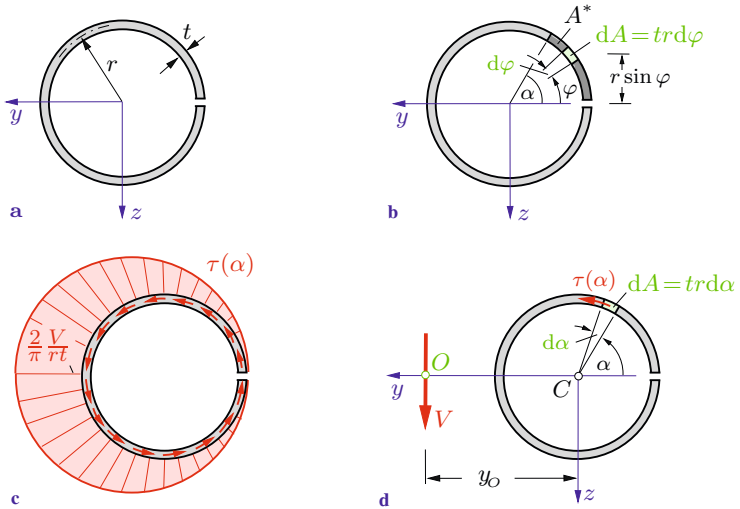 t
r
y
z
a
A*
dA = trdφ
dφ
α
φ
r sin φ
y
z
b
τ(α)
2/π V/rt
c
τ(α)
dA = trdα
dα
α
O
y
C
V
y_O
z
d